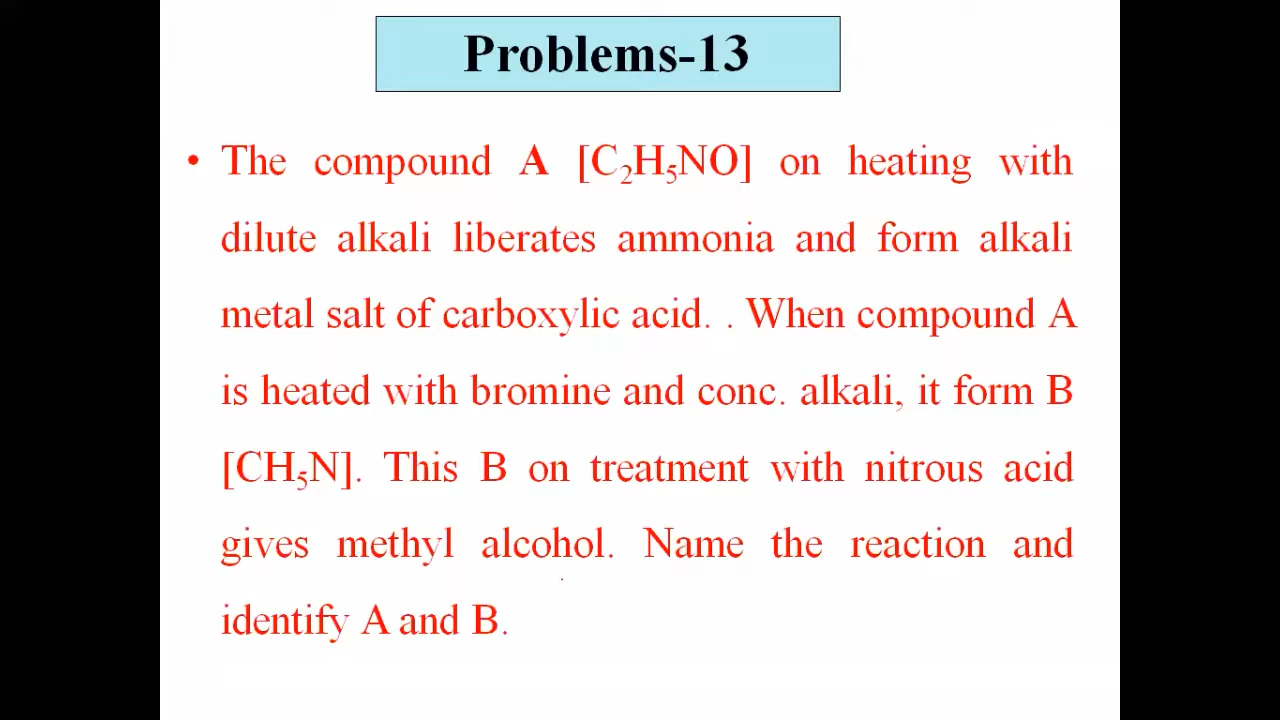 Problems-13
• The compound A [C₂H₅NO] on heating with
dilute alkali liberates ammonia and form alkali
metal salt of carboxylic acid. . When compound A
is heated with bromine and conc. alkali, it form B
[CH₅N]. This B on treatment with nitrous acid
gives methyl alcohol. Name the reaction and
identify A and B.